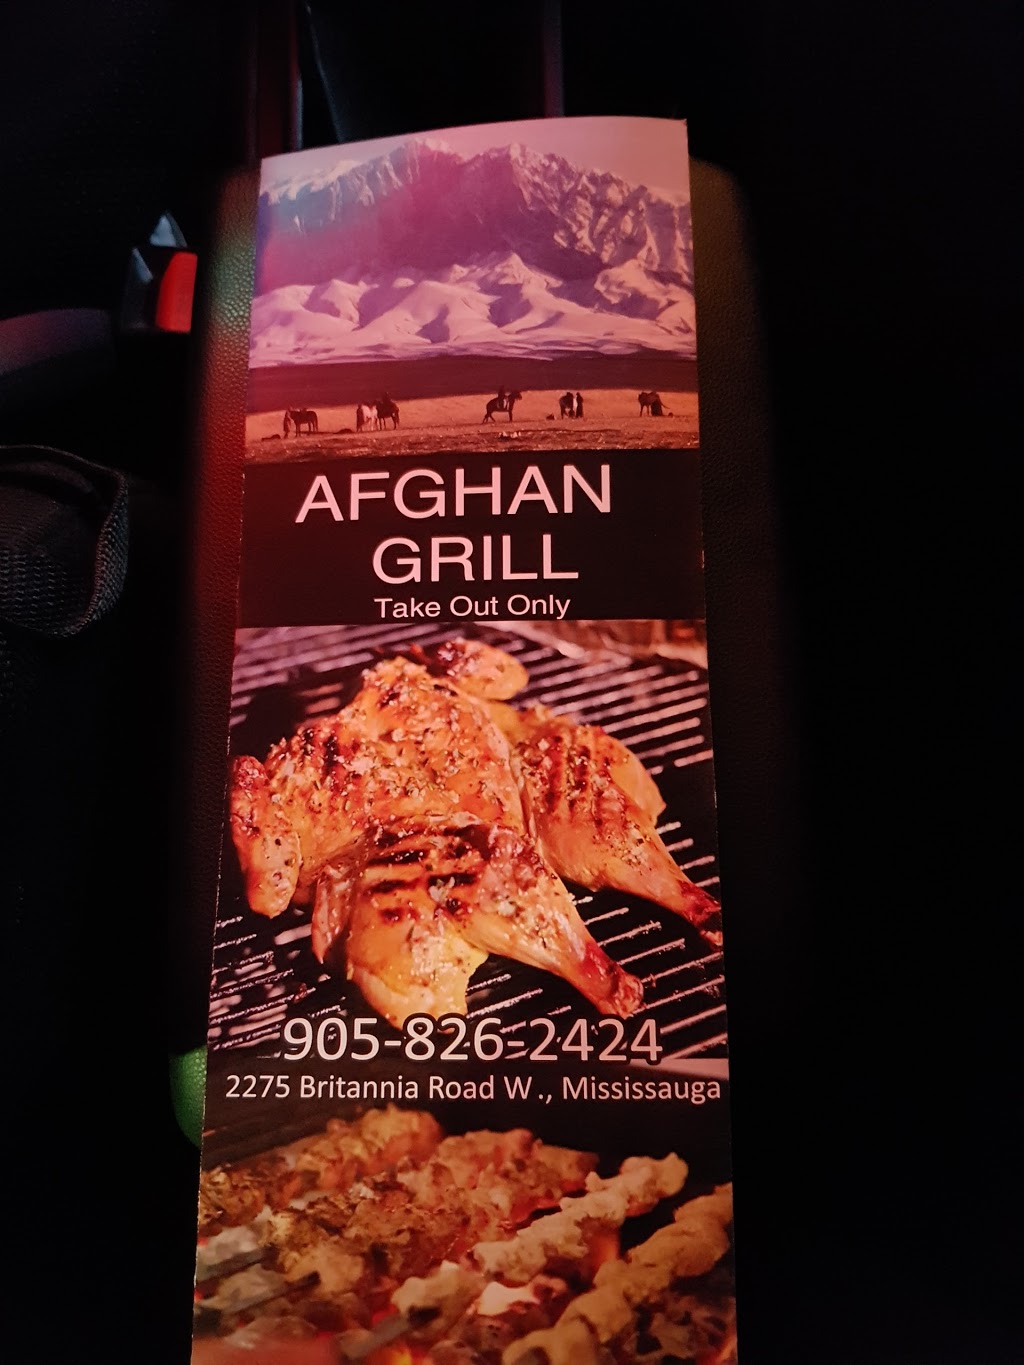 AFGHAN
GRILL
Take Out Only
905-826-2424
2275 Britannia Road W., Mississauga